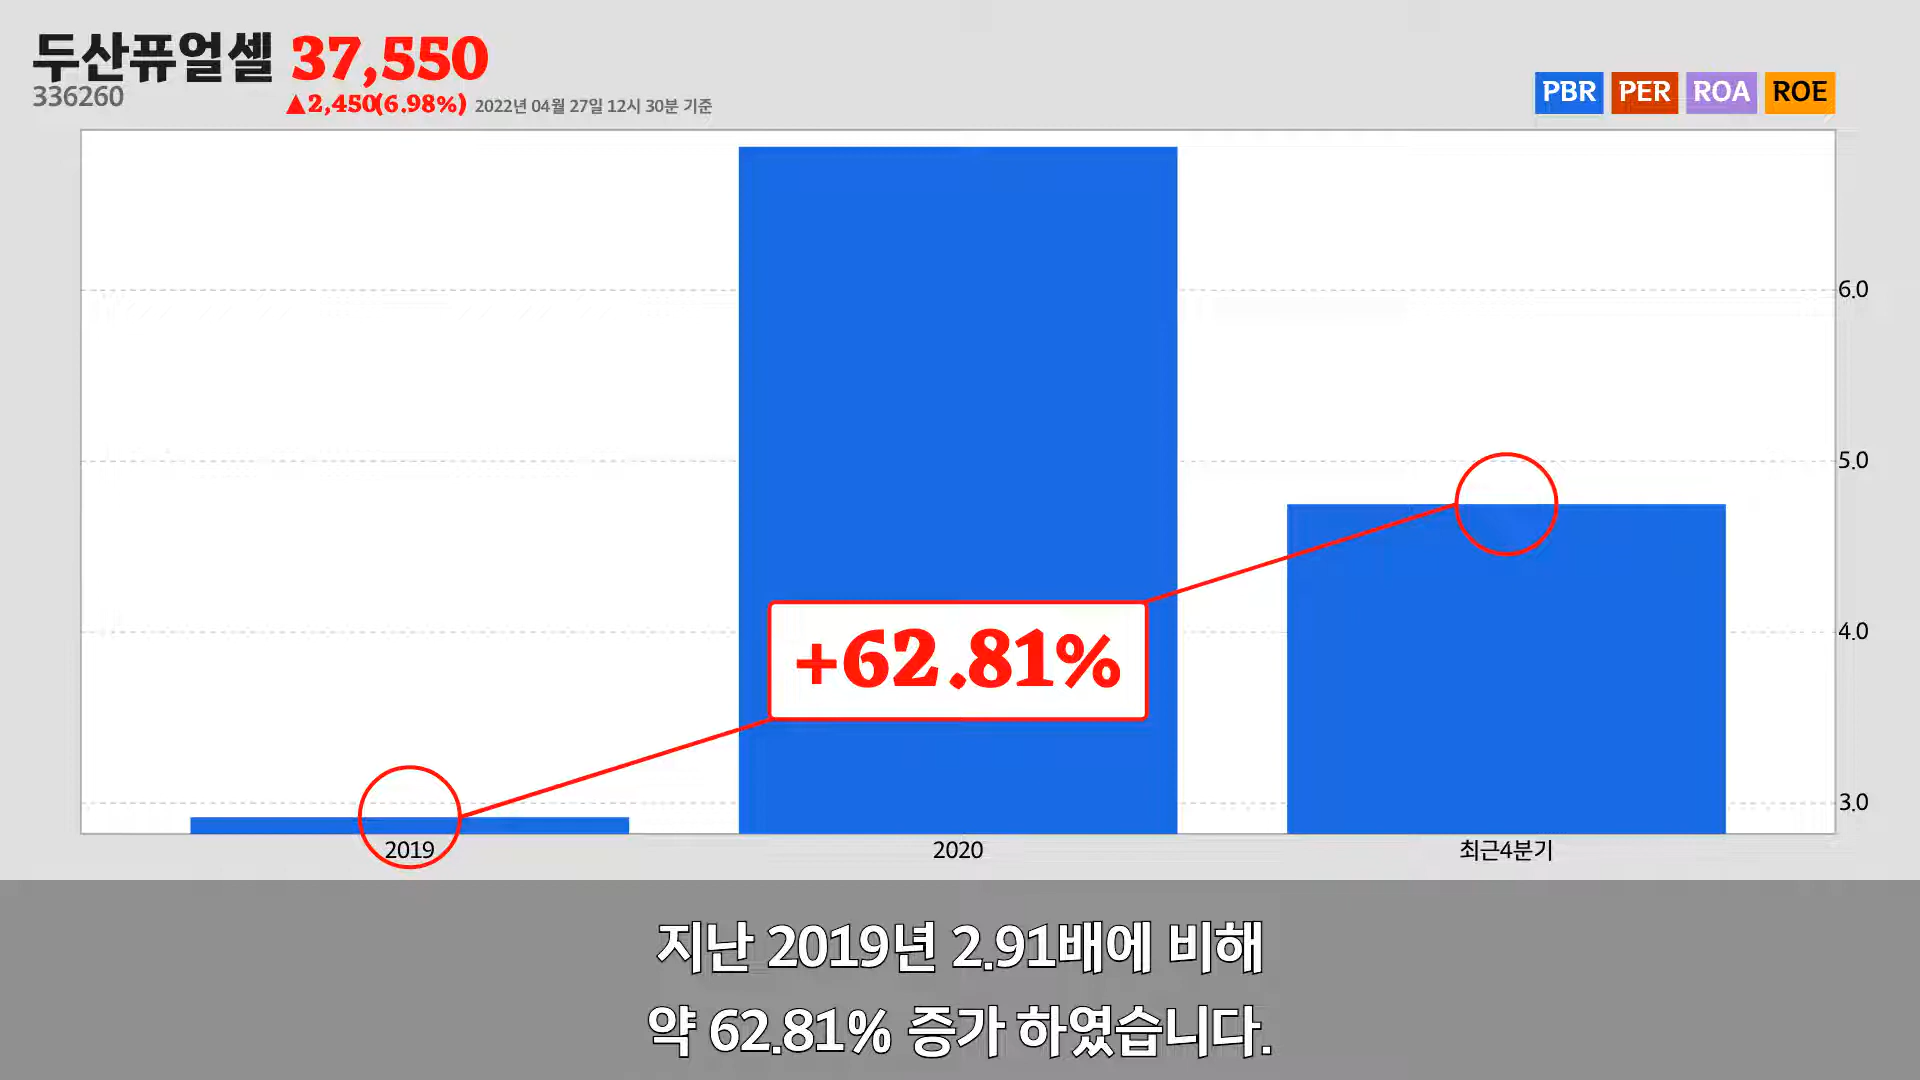 두산퓨얼셀 37,550
336260
▲2,450(6.98%) 2022년 04월 27일 12시 30분 기준
PBR PER ROA ROE
6.0
5.0
4.0
3.0
+62.81%
2019 2020 최근4분기
지난 2019년 2.91배에 비해
약 62.81% 증가 하였습니다.